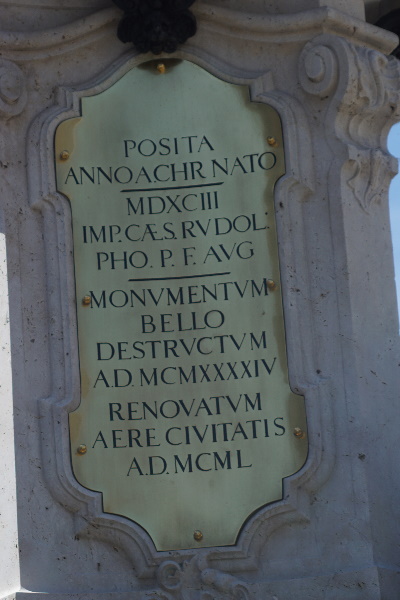 POSITA
ANNO A CHR NATO
MDXCIII
IMP. CÆS. RVDOL.
PHO. P. F. AVG
MONVMENTVM
BELLO
DESTRVCTVM
A.D. MCMXXXXIV
RENOVATVM
AERE CIVITATIS
A.D. MCML